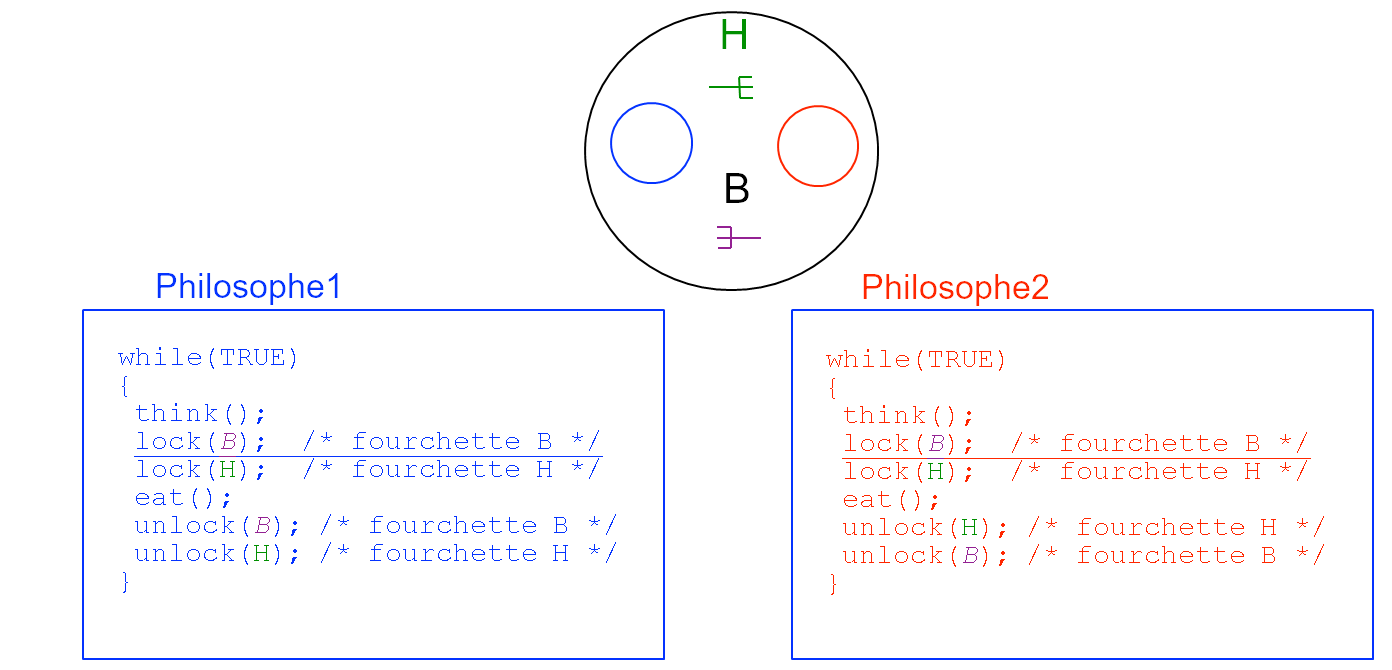 H
B
Philosophe1
while(TRUE)
{
think();
lock(B); /* fourchette B */
lock(H); /* fourchette H */
eat();
unlock(B); /* fourchette B */
unlock(H); /* fourchette H */
}
Philosophe2
while(TRUE)
{
think();
lock(B); /* fourchette B */
lock(H); /* fourchette H */
eat();
unlock(H); /* fourchette H */
unlock(B); /* fourchette B */
}